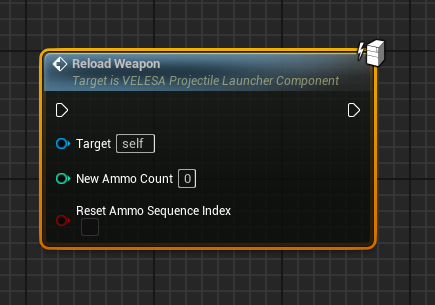 Reload Weapon
Target is VELESA Projectile Launcher Component
Target self
New Ammo Count 0
Reset Ammo Sequence Index